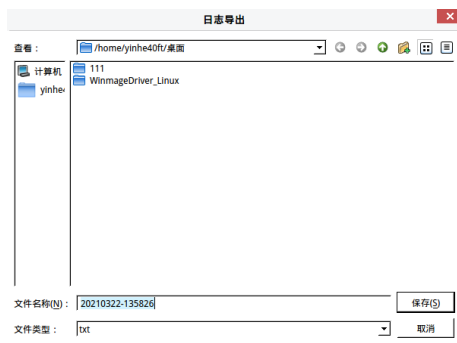 日志导出
查看：
/home/yinhe40ft/桌面
计算机
yinhe
111
WinmageDriver_Linux
文件名称(N)：
20210322-135826
保存(S)
文件类型：
txt
取消